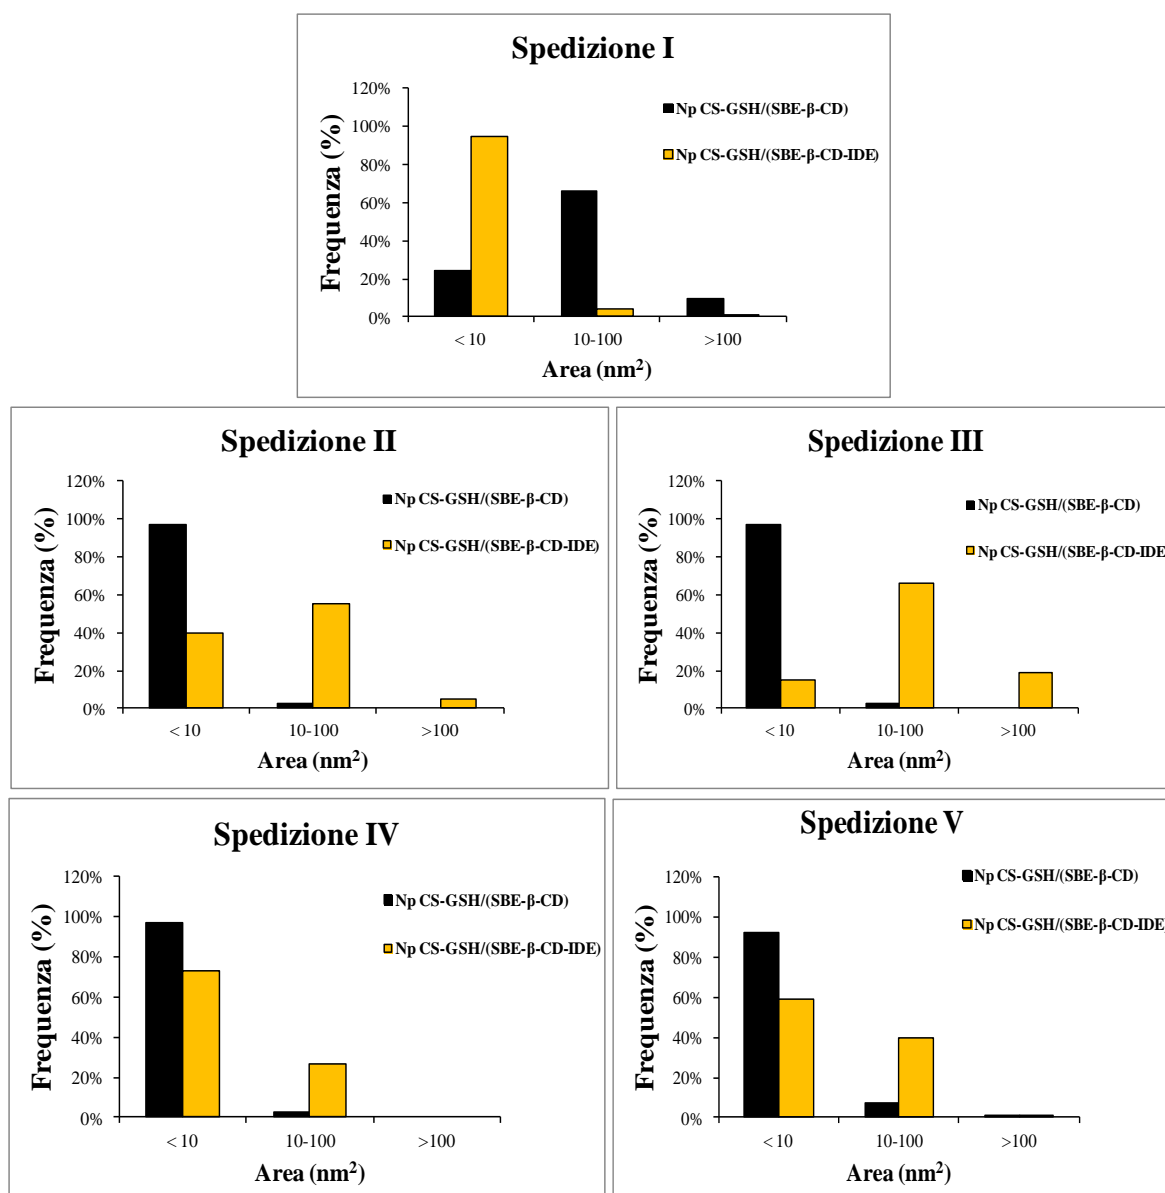 Spedizione I
120%
100%
80%
60%
40%
20%
0%
Frequenza (%)
Np CS-GSH/(SBE-β-CD)
Np CS-GSH/(SBE-β-CD-IDE)
< 10
10-100
>100
Area (nm²)
Spedizione II
120%
100%
80%
60%
40%
20%
0%
Frequenza (%)
Np CS-GSH/(SBE-β-CD)
Np CS-GSH/(SBE-β-CD-IDE)
< 10
10-100
>100
Area (nm²)
Spedizione III
120%
100%
80%
60%
40%
20%
0%
Frequenza (%)
Np CS-GSH/(SBE-β-CD)
Np CS-GSH/(SBE-β-CD-IDE
< 10
10-100
>100
Area (nm²)
Spedizione IV
120%
100%
80%
60%
40%
20%
0%
Frequenza (%)
Np CS-GSH/(SBE-β-CD)
Np CS-GSH/(SBE-β-CD-IDE)
< 10
10-100
>100
Area (nm²)
Spedizione V
120%
100%
80%
60%
40%
20%
0%
Frequenza (%)
Np CS-GSH/(SBE-β-CD)
Np CS-GSH/(SBE-β-CD-IDE
< 10
10-100
>100
Area (nm²)